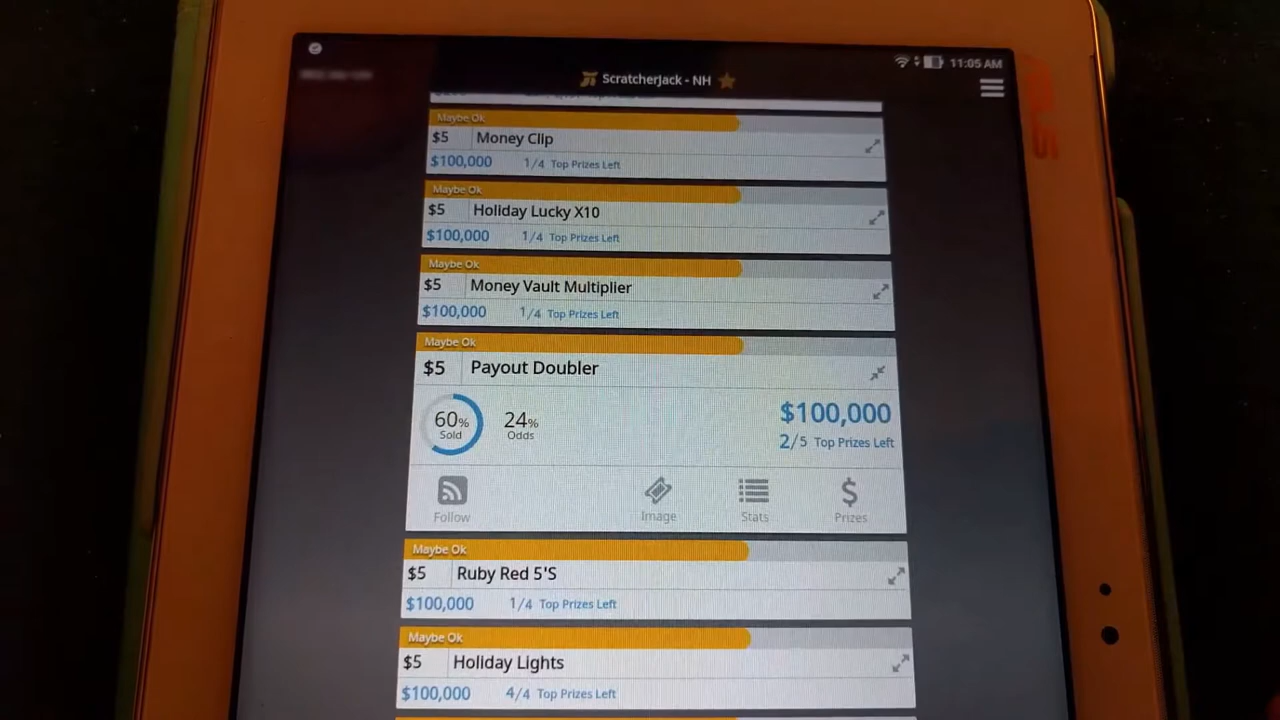 ScratcherJack - NH
11:05 AM
Maybe Ok
$5 Money Clip
$100,000 1/4 Top Prizes Left
Maybe Ok
$5 Holiday Lucky X10
$100,000 1/4 Top Prizes Left
Maybe Ok
$5 Money Vault Multiplier
$100,000 1/4 Top Prizes Left
Maybe Ok
$5 Payout Doubler
60% Sold
24% Odds
$100,000
2/5 Top Prizes Left
Follow
Image
Stats
Prizes
Maybe Ok
$5 Ruby Red 5'S
$100,000 1/4 Top Prizes Left
Maybe Ok
$5 Holiday Lights
$100,000 4/4 Top Prizes Left